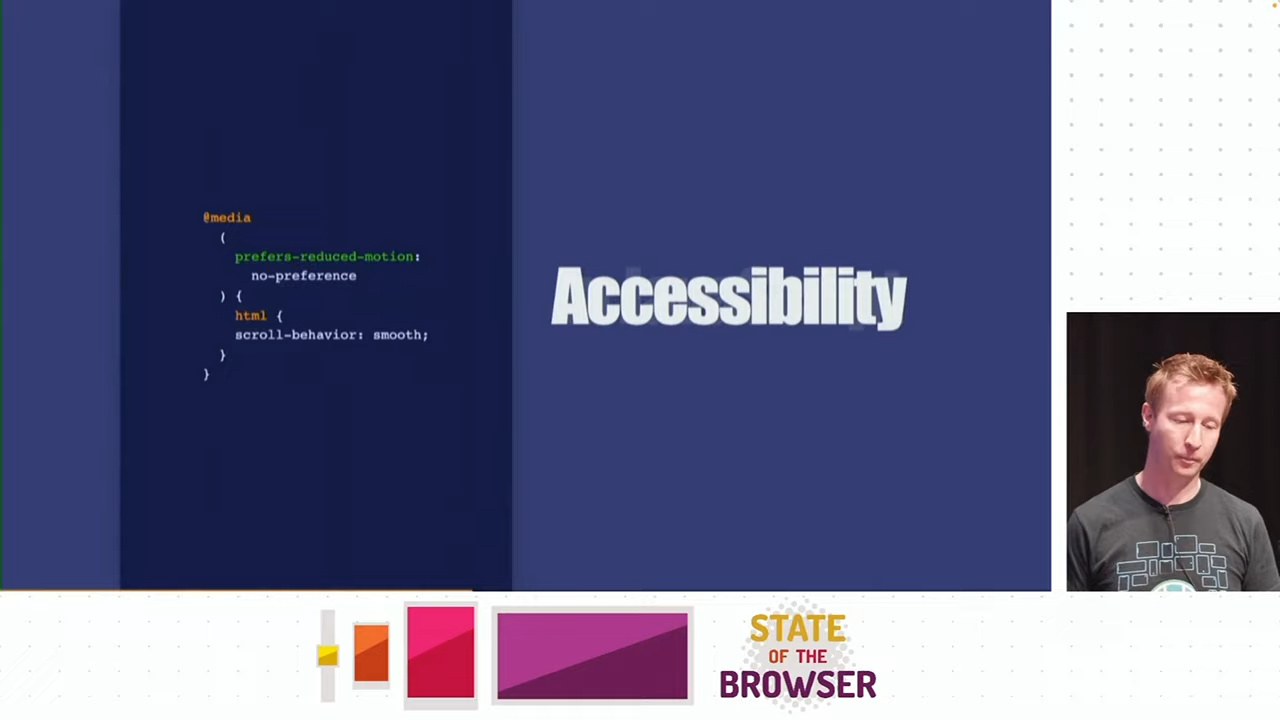 @media
(
prefers-reduced-motion:
no-preference
) {
html {
scroll-behavior: smooth;
}
}
Accessibility
STATE
OF THE
BROWSER